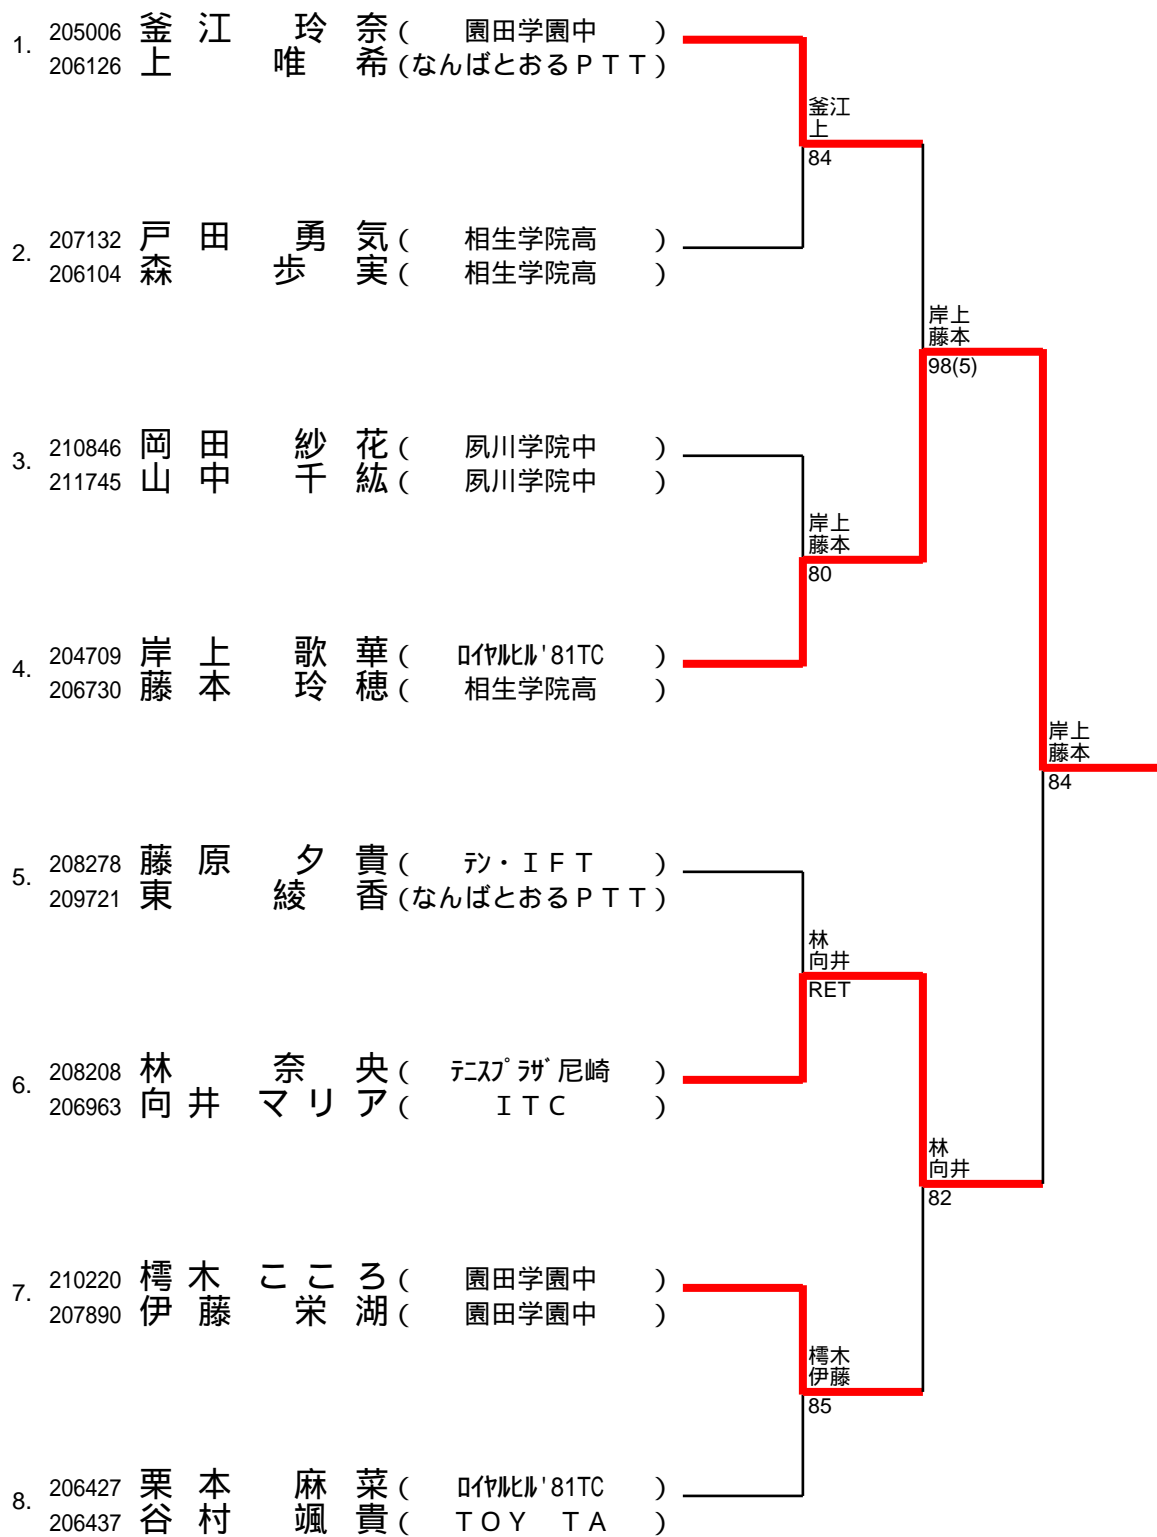 1. 205006 釜江 玲奈 ( 園田学園中 )
206126 上 唯希 (なんばとおるＰＴＴ)
釜江
上
84
2. 207132 戸田 勇気 ( 相生学院高 )
206104 森 歩実 ( 相生学院高 )
岸上
藤本
98(5)
3. 210846 岡田 紗花 ( 夙川学院中 )
211745 山中 千紘 ( 夙川学院中 )
岸上
藤本
80
4. 204709 岸上 歌華 ( ﾛｲﾔﾙﾋﾙ'81TC )
206730 藤本 玲穂 ( 相生学院高 )
岸上
藤本
84
5. 208278 藤原 夕貴 ( ﾃﾝ・ＩＦＴ )
209721 東 綾香 (なんばとおるＰＴＴ)
林
向井
RET
6. 208208 林 奈央 ( ﾃﾆｽﾌﾟﾗｻﾞ尼崎 )
206963 向井 マリア ( ＩＴＣ )
林
向井
82
7. 210220 樗木 こころ ( 園田学園中 )
207890 伊藤 栄湖 ( 園田学園中 )
樗木
伊藤
85
8. 206427 栗本 麻菜 ( ﾛｲﾔﾙﾋﾙ'81TC )
206437 谷村 颯貴 ( ＴＯＹ ＴＡ )